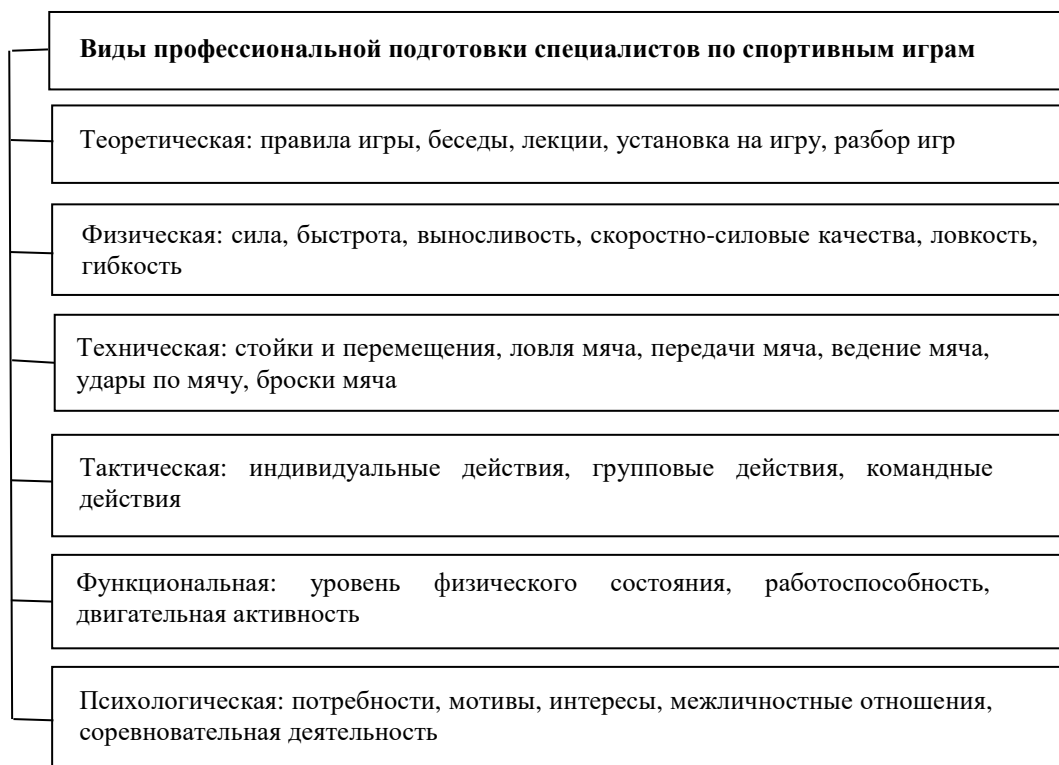 Виды профессиональной подготовки специалистов по спортивным играм
Теоретическая: правила игры, беседы, лекции, установка на игру, разбор игр
Физическая: сила, быстрота, выносливость, скоростно-силовые качества, ловкость,
гибкость
Техническая: стойки и перемещения, ловля мяча, передачи мяча, ведение мяча,
удары по мячу, броски мяча
Тактическая: индивидуальные действия, групповые действия, командные
действия
Функциональная: уровень физического состояния, работоспособность,
двигательная активность
Психологическая: потребности, мотивы, интересы, межличностные отношения,
соревновательная деятельность